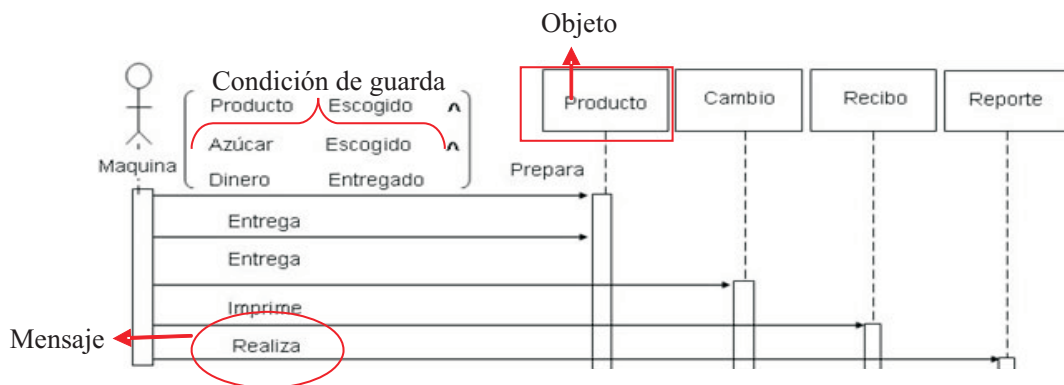 Objeto
Condición de guarda
Producto Escogido ^
Azúcar Escogido ^
Dinero Entregado
Maquina
Producto
Cambio
Recibo
Reporte
Prepara
Entrega
Entrega
Imprime
Mensaje
Realiza